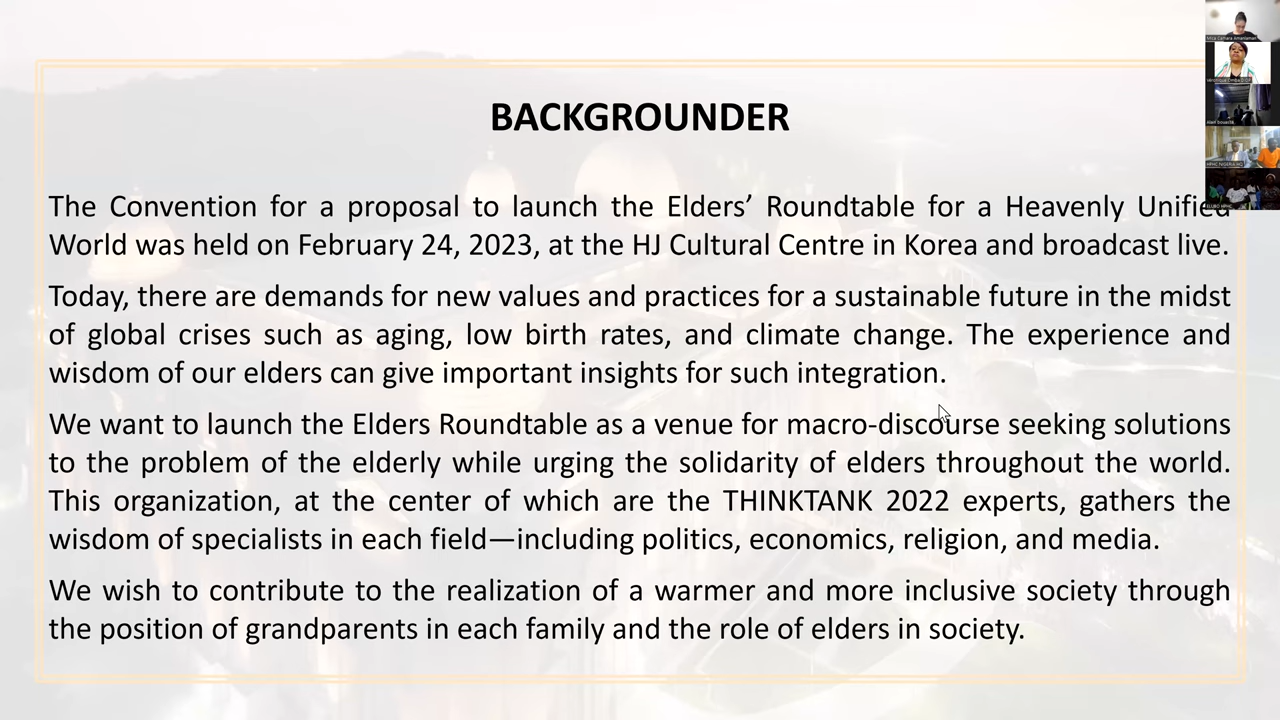 BACKGROUNDER
The Convention for a proposal to launch the Elders’ Roundtable for a Heavenly Unified
World was held on February 24, 2023, at the HJ Cultural Centre in Korea and broadcast live.
Today, there are demands for new values and practices for a sustainable future in the midst
of global crises such as aging, low birth rates, and climate change. The experience and
wisdom of our elders can give important insights for such integration.
We want to launch the Elders Roundtable as a venue for macro-discourse seeking solutions
to the problem of the elderly while urging the solidarity of elders throughout the world.
This organization, at the center of which are the THINKTANK 2022 experts, gathers the
wisdom of specialists in each field—including politics, economics, religion, and media.
We wish to contribute to the realization of a warmer and more inclusive society through
the position of grandparents in each family and the role of elders in society.